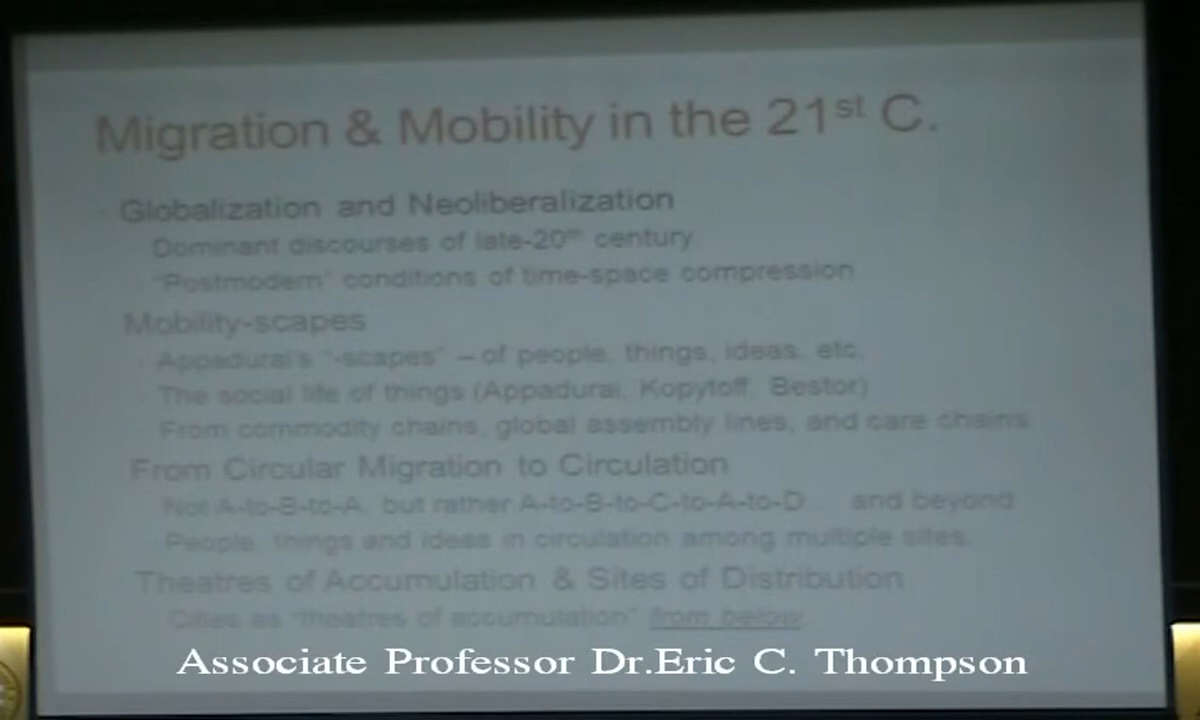 Migration & Mobility in the 21st C.
Globalization and Neoliberalization
Dominant discourses of late-20th century
"Postmodern" conditions of time-space compression
Mobility-scapes
Appadurai's "-scapes" – of people, things, ideas, etc.
The social life of things (Appadurai, Kopytoff, Bestor)
From commodity chains, global assembly lines, and care chains
From Circular Migration to Circulation
Not A-to-B-to-A, but rather A-to-B-to-C-to-A-to-D and beyond
People, things and ideas in circulation among multiple sites.
Theatres of Accumulation & Sites of Distribution
Cities as "theatres of accumulation" from below
Associate Professor Dr.Eric C. Thompson